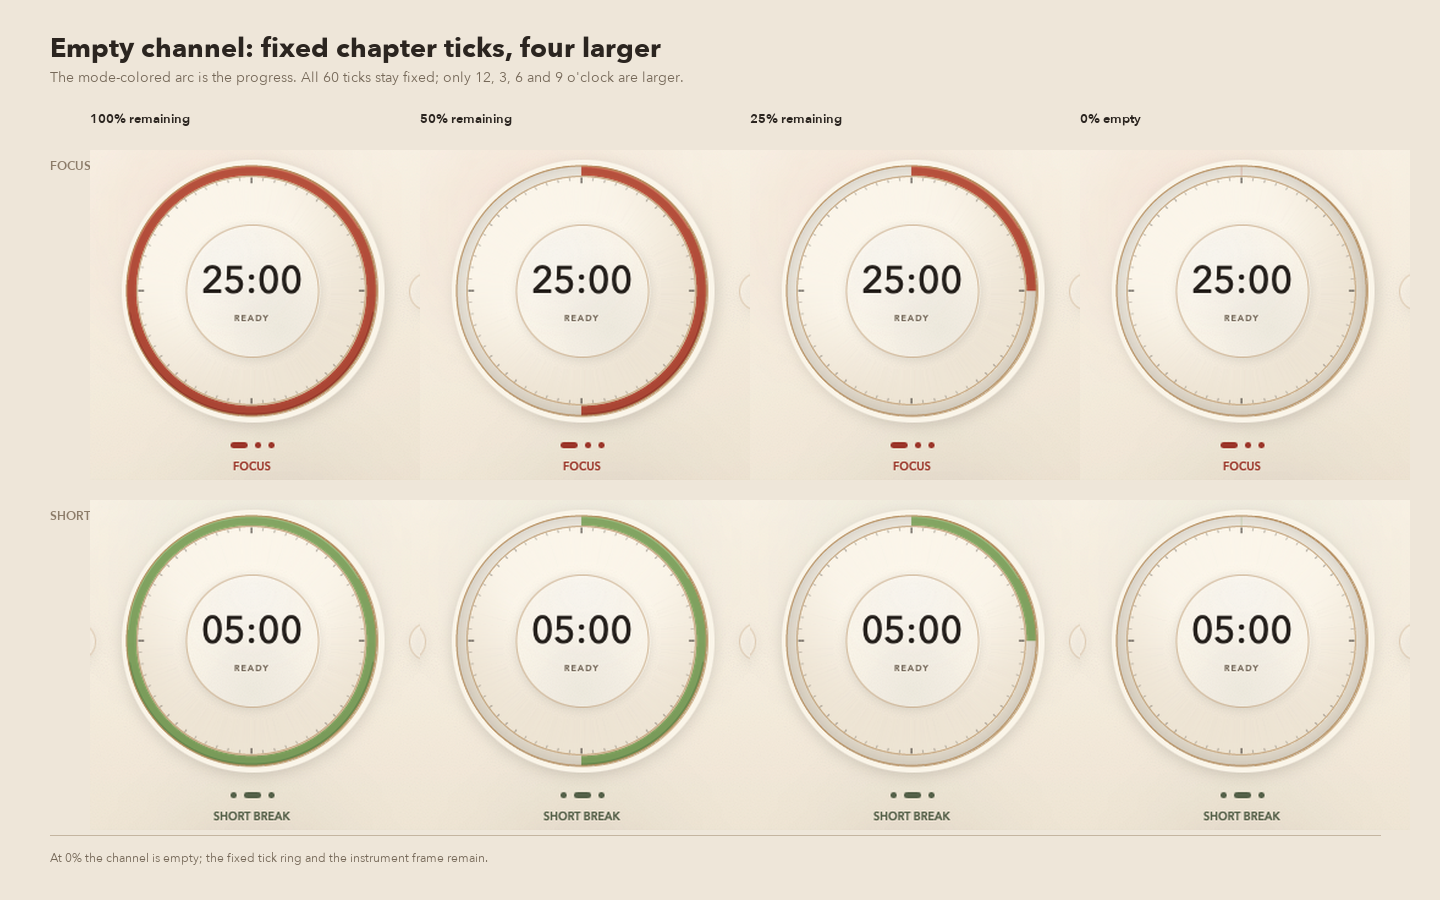 Empty channel: fixed chapter ticks, four larger
The mode-colored arc is the progress. All 60 ticks stay fixed; only 12, 3, 6 and 9 o'clock are larger.
100% remaining 50% remaining 25% remaining 0% empty
FOCUS
25:00 25:00 25:00 25:00
READY READY READY READY
FOCUS FOCUS FOCUS FOCUS
SHORT
05:00 05:00 05:00 05:00
READY READY READY READY
SHORT BREAK SHORT BREAK SHORT BREAK SHORT BREAK
At 0% the channel is empty; the fixed tick ring and the instrument frame remain.